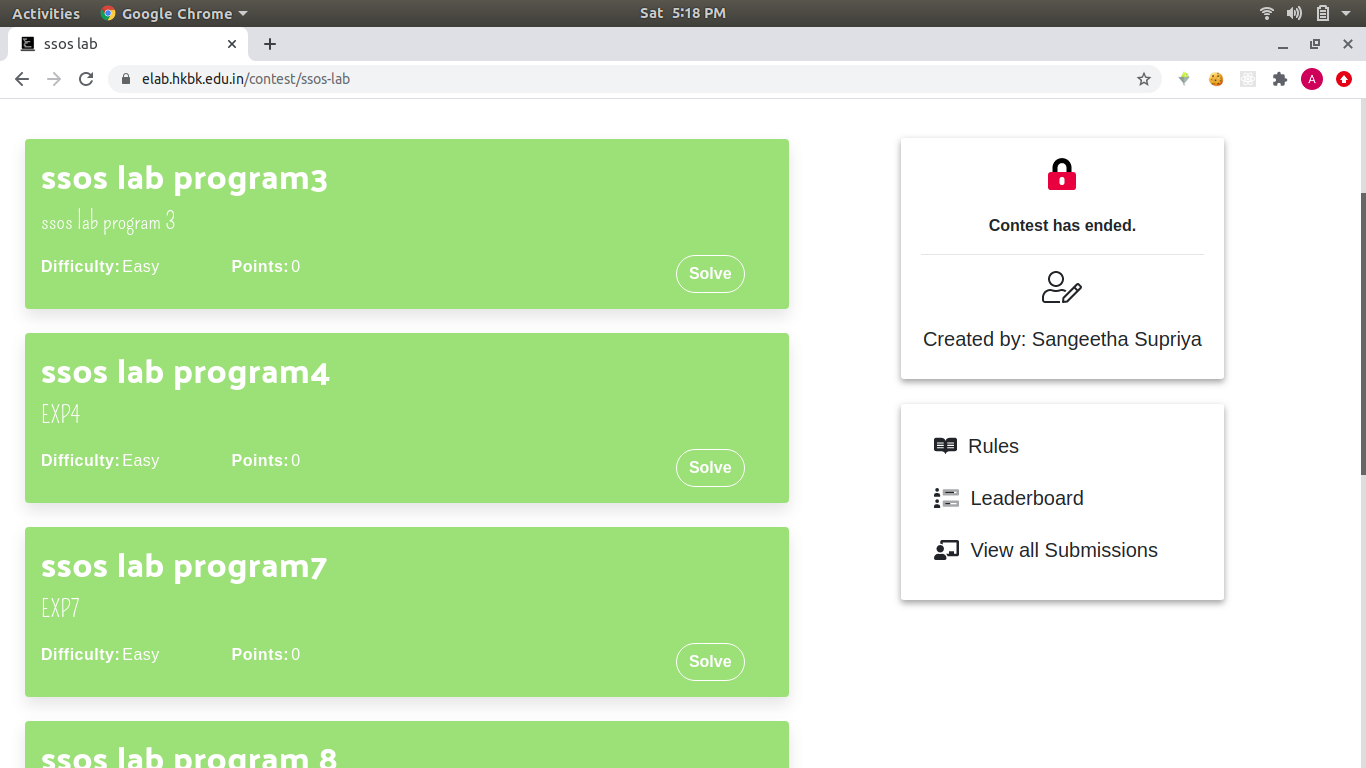 Activities
Google Chrome
Sat 5:18 PM
ssos lab
elab.hkbk.edu.in/contest/ssos-lab
A
ssos lab program3
ssos lab program 3
Difficulty: Easy
Points: 0
Solve
ssos lab program4
EXP4
Difficulty: Easy
Points: 0
Solve
ssos lab program7
EXP7
Difficulty: Easy
Points: 0
Solve
ssos lab program 8
Contest has ended.
Created by: Sangeetha Supriya
Rules
Leaderboard
View all Submissions